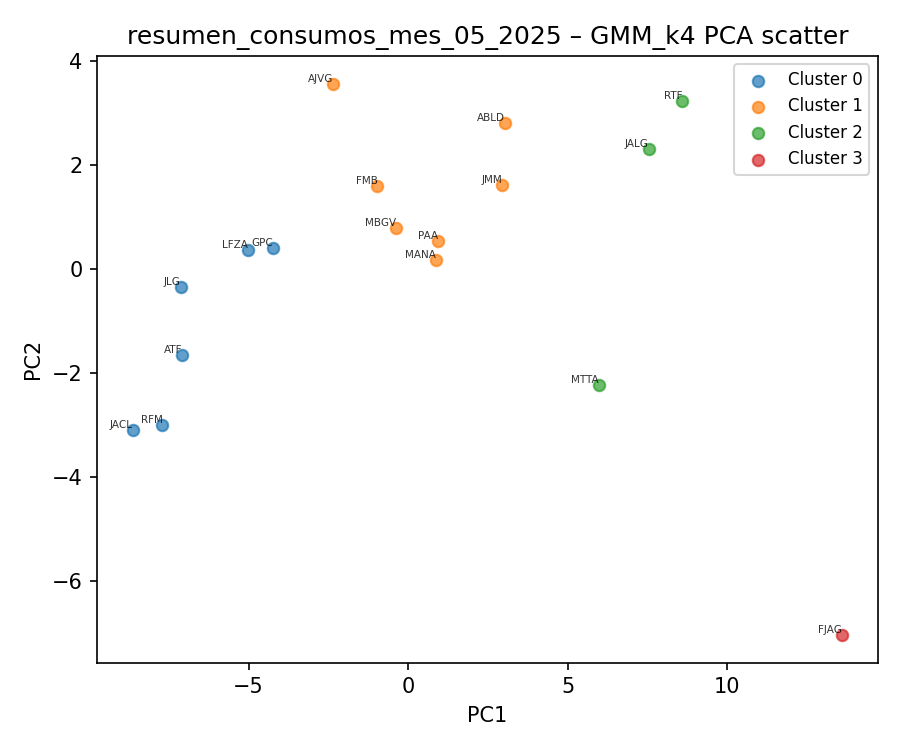 resumen_consumos_mes_05_2025 – GMM_k4 PCA scatter
Cluster 0
Cluster 1
Cluster 2
Cluster 3
AJVG
RTF
ABLD
JALG
FMB
JMM
MBGV
PAA
MANA
LFZA
GPC
JLG
ATF
MTTA
RFM
JACL
FJAG
4
2
0
−2
−4
−6
PC2
−5
0
5
10
PC1